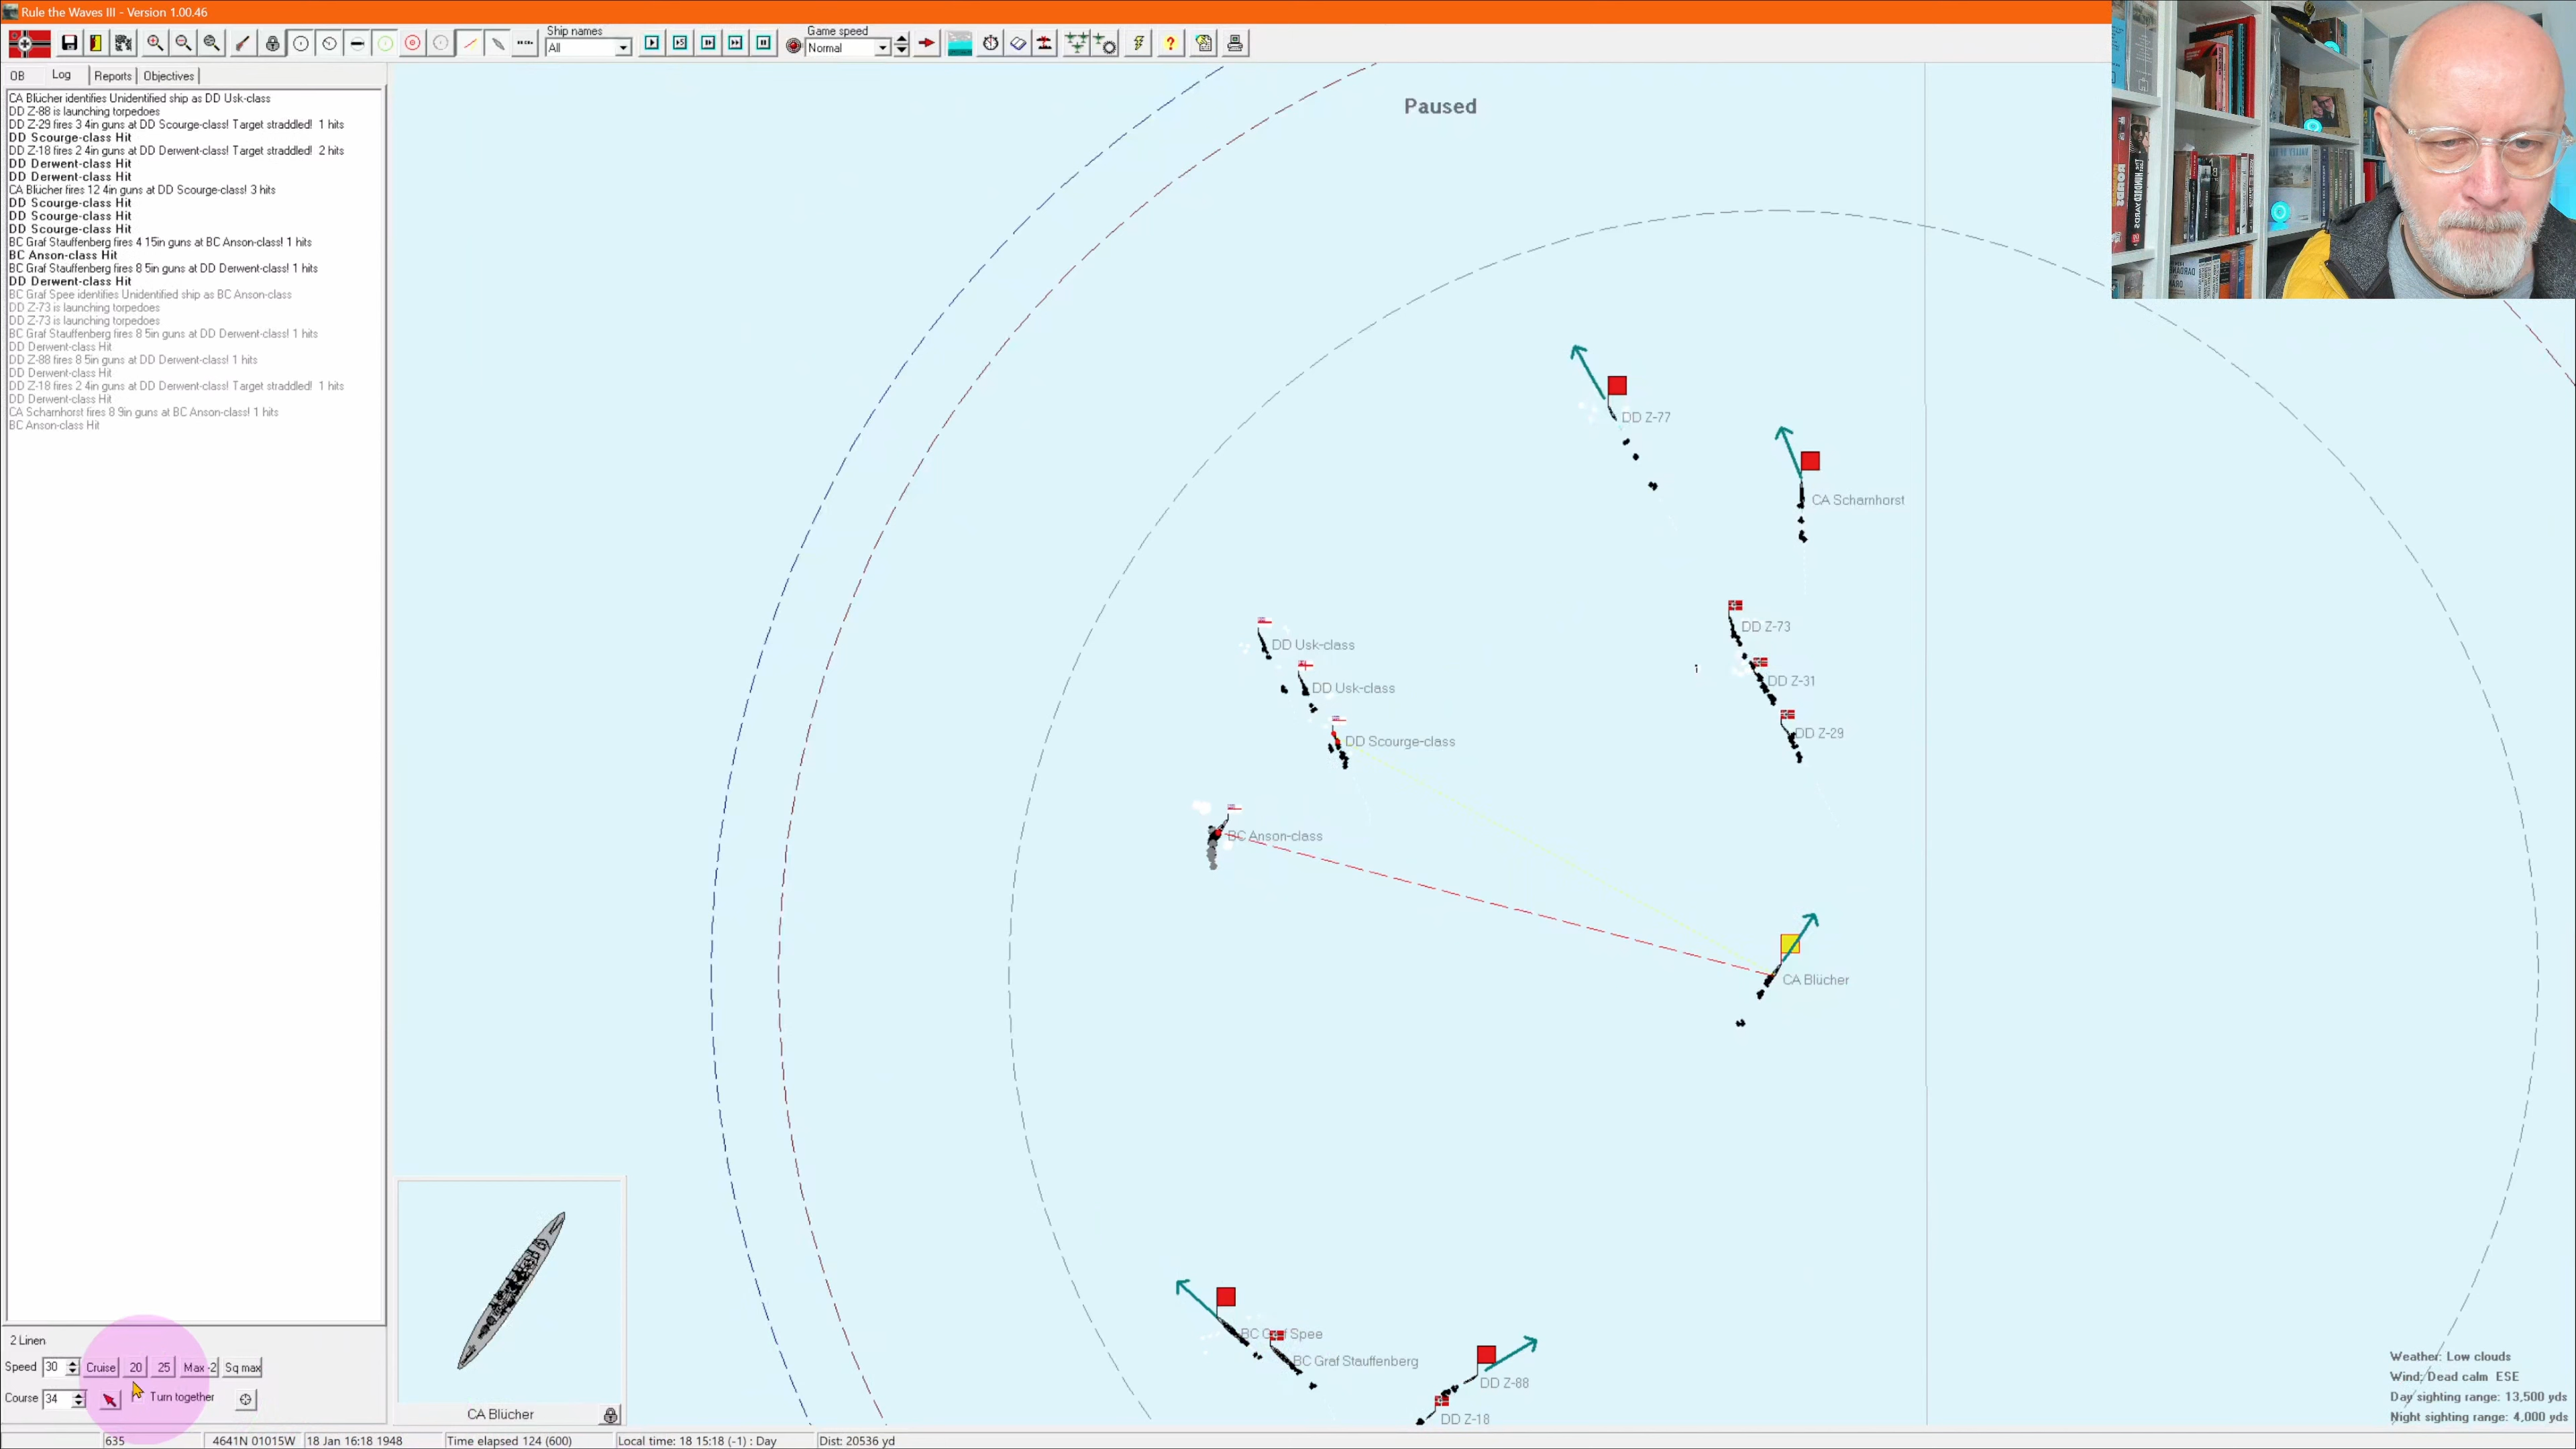 Rule the Waves III - Version 1.00.46
Ship names
All
Game speed
Normal
OB Log Reports Objectives
CA Blücher identifies Unidentified ship as DD Usk-class
DD Z-88 is launching torpedoes
DD Z-29 fires 3 4in guns at DD Scourge-class! Target straddled! 1 hits
DD Scourge-class Hit
DD Z-18 fires 2 4in guns at DD Derwent-class! Target straddled! 2 hits
DD Derwent-class Hit
DD Derwent-class Hit
CA Blücher fires 12 4in guns at DD Scourge-class! 3 hits
DD Scourge-class Hit
DD Scourge-class Hit
DD Scourge-class Hit
BC Graf Stauffenberg fires 4 15in guns at BC Anson-class! 1 hits
BC Anson-class Hit
BC Graf Stauffenberg fires 8 5in guns at DD Derwent-class! 1 hits
DD Derwent-class Hit
BC Graf Spee identifies Unidentified ship as BC Anson-class
DD Z-73 is launching torpedoes
DD Z-73 is launching torpedoes
BC Graf Stauffenberg fires 8 5in guns at DD Derwent-class! 1 hits
DD Derwent-class Hit
DD Z-88 fires 8 5in guns at DD Derwent-class! 1 hits
DD Derwent-class Hit
DD Z-18 fires 2 4in guns at DD Derwent-class! Target straddled! 1 hits
DD Derwent-class Hit
CA Scharnhorst fires 8 9in guns at BC Anson-class! 1 hits
BC Anson-class Hit
Paused
DD Z-77
CA Scharnhorst
DD Z-73
DD Usk-class
DD Z-31
DD Usk-class
DD Z-29
DD Scourge-class
BC Anson-class
CA Blücher
BC Graf Spee
BC Graf Stauffenberg
DD Z-88
DD Z-18
CA Blücher
2 Linen
Speed 30 Cruise 20 25 Max -2 Sq max
Course 34 Turn together
Weather: Low clouds
Wind: Dead calm ESE
Day sighting range: 13,500 yds
Night sighting range: 4,000 yds
635 4641N 01015W 18 Jan 16:18 1948 Time elapsed 124 (600) Local time: 18 15:18 (-1) : Day Dist: 20536 yd